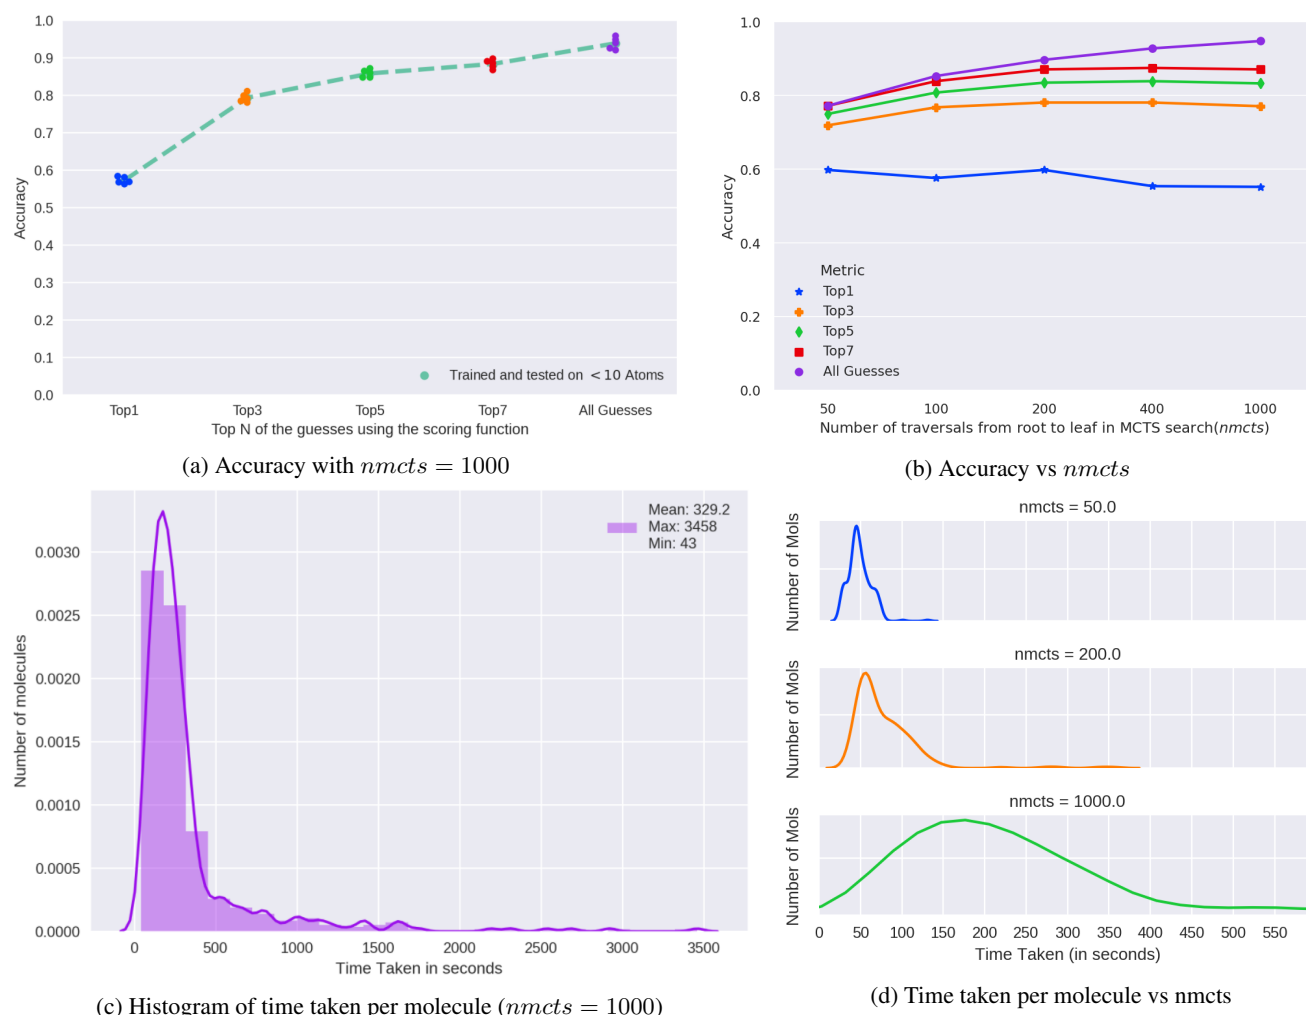 1.0
0.9
0.8
0.7
0.6
0.5
0.4
0.3
0.2
0.1
0.0
Accuracy
Trained and tested on <10 Atoms
Top1 Top3 Top5 Top7 All Guesses
Top N of the guesses using the scoring function
(a) Accuracy with nmcts = 1000
1.0
0.8
0.6
0.4
0.2
0.0
Accuracy
Metric
Top1
Top3
Top5
Top7
All Guesses
50 100 200 400 1000
Number of traversals from root to leaf in MCTS search(nmcts)
(b) Accuracy vs nmcts
Mean: 329.2
Max: 3458
Min: 43
0.0030
0.0025
0.0020
0.0015
0.0010
0.0005
0.0000
Number of molecules
0 500 1000 1500 2000 2500 3000 3500
Time Taken in seconds
(c) Histogram of time taken per molecule (nmcts = 1000)
nmcts = 50.0
Number of Mols
nmcts = 200.0
Number of Mols
nmcts = 1000.0
Number of Mols
0 50 100 150 200 250 300 350 400 450 500 550
Time Taken (in seconds)
(d) Time taken per molecule vs nmcts